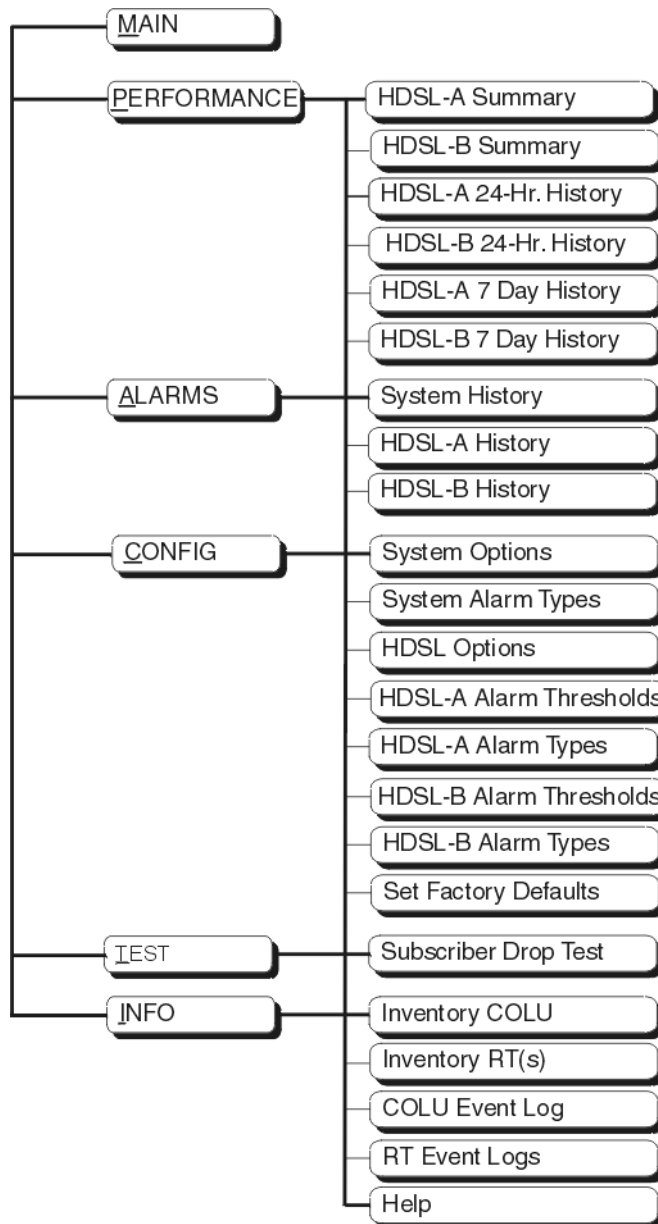 MAIN
PERFORMANCE
HDSL-A Summary
HDSL-B Summary
HDSL-A 24-Hr. History
HDSL-B 24-Hr. History
HDSL-A 7 Day History
HDSL-B 7 Day History
ALARMS
System History
HDSL-A History
HDSL-B History
CONFIG
System Options
System Alarm Types
HDSL Options
HDSL-A Alarm Thresholds
HDSL-A Alarm Types
HDSL-B Alarm Thresholds
HDSL-B Alarm Types
Set Factory Defaults
TEST
Subscriber Drop Test
INFO
Inventory COLU
Inventory RT(s)
COLU Event Log
RT Event Logs
Help